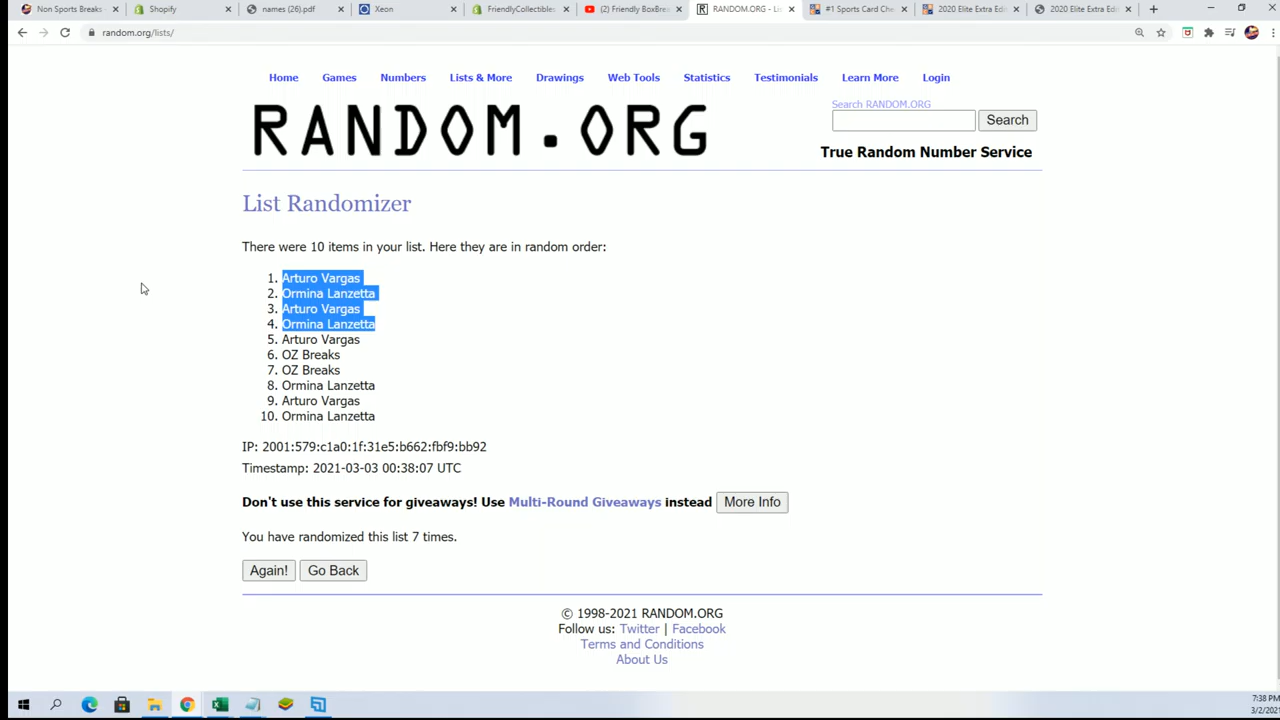 Non Sports Breaks -
Shopify
names (26).pdf
Xeon
FriendlyCollectibles
(2) Friendly BoxBrea
RANDOM.ORG - Li
#1 Sports Card Che
2020 Elite Extra Edi
2020 Elite Extra Edi
random.org/lists/
Home Games Numbers Lists & More Drawings Web Tools Statistics Testimonials Learn More Login
RANDOM.ORG
Search RANDOM.ORG
Search
True Random Number Service
List Randomizer
There were 10 items in your list. Here they are in random order:
1. Arturo Vargas
2. Ormina Lanzetta
3. Arturo Vargas
4. Ormina Lanzetta
5. Arturo Vargas
6. OZ Breaks
7. OZ Breaks
8. Ormina Lanzetta
9. Arturo Vargas
10. Ormina Lanzetta
IP: 2001:579:c1a0:1f:31e5:b662:fbf9:bb92
Timestamp: 2021-03-03 00:38:07 UTC
Don't use this service for giveaways! Use Multi-Round Giveaways instead More Info
You have randomized this list 7 times.
Again! Go Back
© 1998-2021 RANDOM.ORG
Follow us: Twitter | Facebook
Terms and Conditions
About Us
7:38 PM
3/2/2021